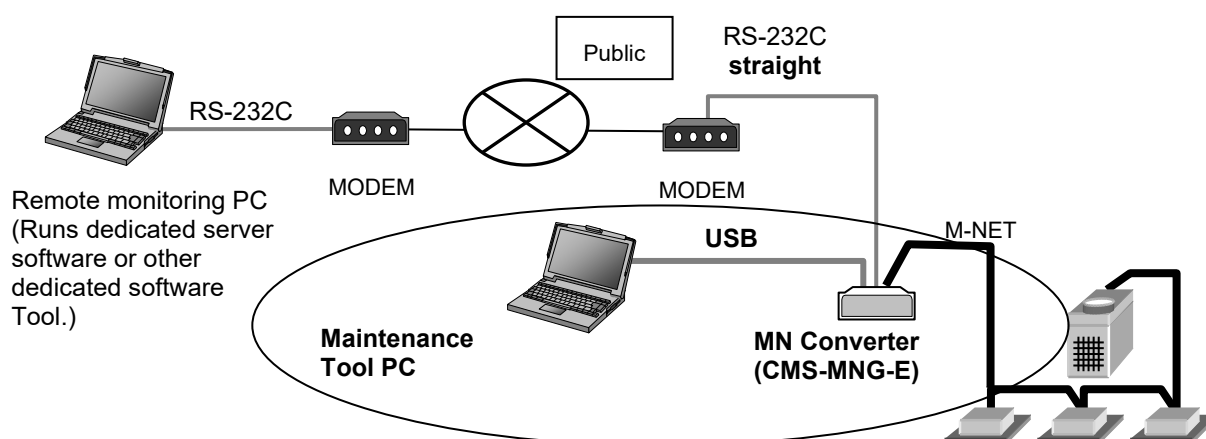 Public
RS-232C
straight
RS-232C
MODEM
MODEM
Remote monitoring PC
(Runs dedicated server
software or other
dedicated software
Tool.)
USB
M-NET
Maintenance
Tool PC
MN Converter
(CMS-MNG-E)